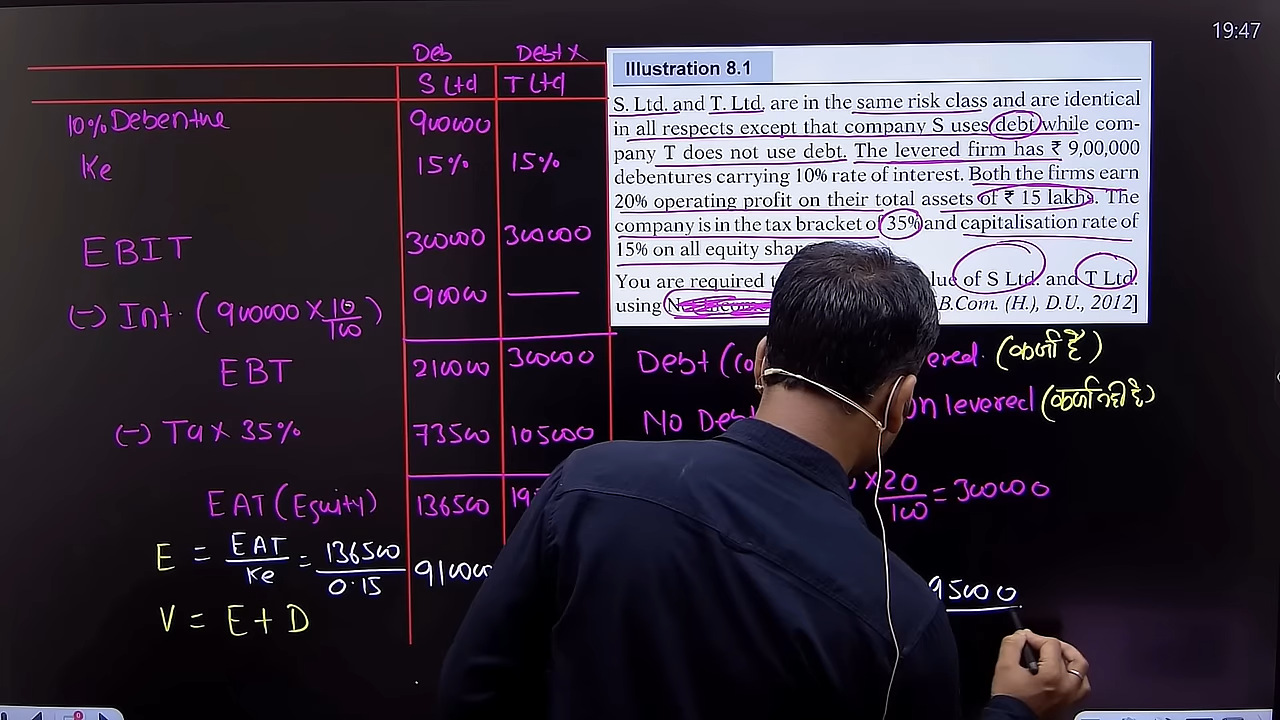 19:47
Deb Debt X
S Ltd T Ltd
10% Debenture 900000
Ke 15% 15%
EBIT 300000 300000
(-) Int. (900000 × 10/100) 90000 —
EBT 210000 300000
(-) Tax 35% 73500 105000
EAT (Equity) 136500 19
E = EAT/Ke = 136500/0.15 910000
V = E + D
Illustration 8.1
S. Ltd. and T. Ltd. are in the same risk class and are identical
in all respects except that company S uses debt while com-
pany T does not use debt. The levered firm has ₹ 9,00,000
debentures carrying 10% rate of interest. Both the firms earn
20% operating profit on their total assets of ₹ 15 lakhs. The
company is in the tax bracket of 35% and capitalisation rate of
15% on all equity shar
You are required t lue of S Ltd. and T Ltd.
using B.Com. (H.), D.U., 2012]
Debt ( ered. (कर्जा है)
No Deb on levered (कर्जा नही है)
× 20/100 = 300000
95000